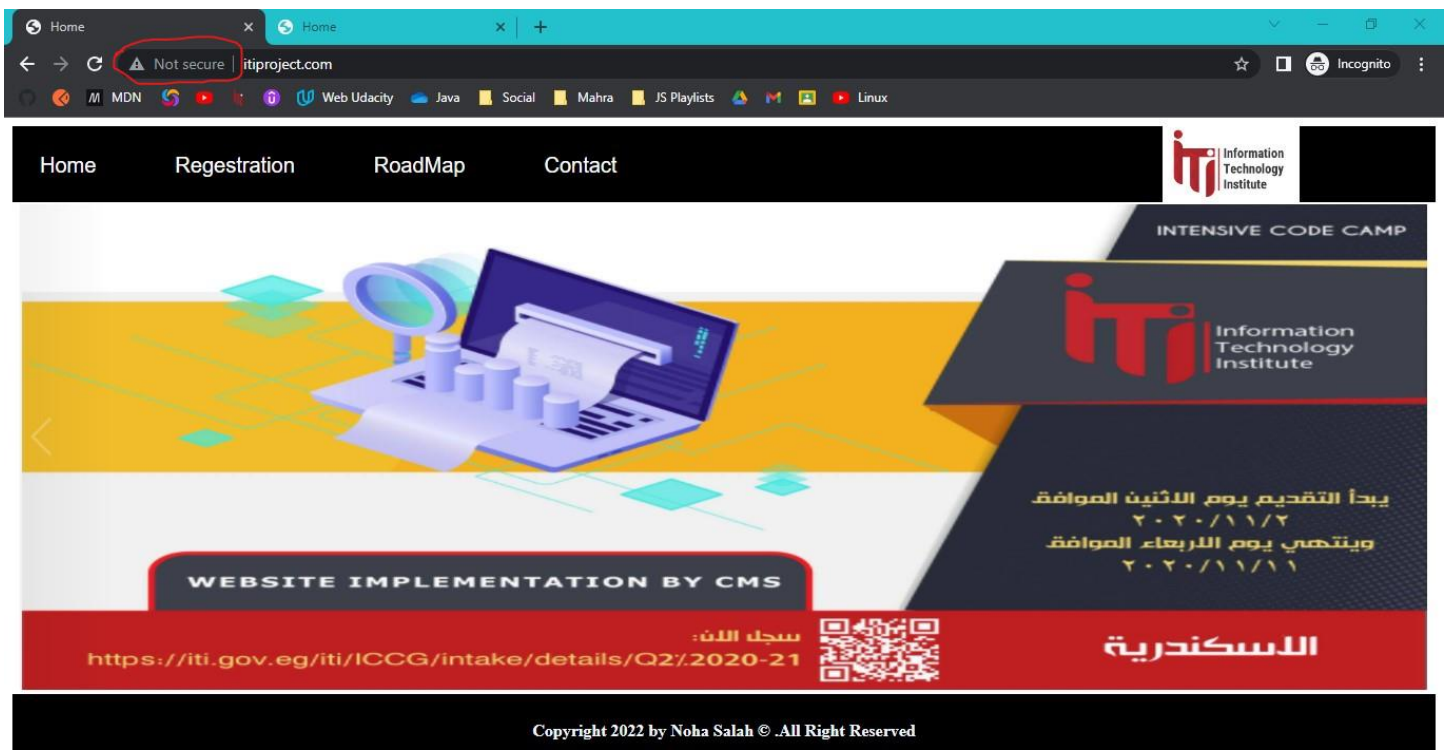 Home
Home
Not secure
itiproject.com
Incognito
MDN
Web Udacity
Java
Social
Mahra
JS Playlists
Linux
Home
Regestration
RoadMap
Contact
Information
Technology
Institute
INTENSIVE CODE CAMP
Information
Technology
Institute
يبدأ التقديم يوم الاثنين الموافق
٢٠٢٠/١١/٢
وينتهي يوم الاربعاء الموافق
٢٠٢٠/١١/١١
WEBSITE IMPLEMENTATION BY CMS
سجل الان:
https://iti.gov.eg/iti/ICCG/intake/details/Q2٪2020-21
الاسكندرية
Copyright 2022 by Noha Salah © .All Right Reserved